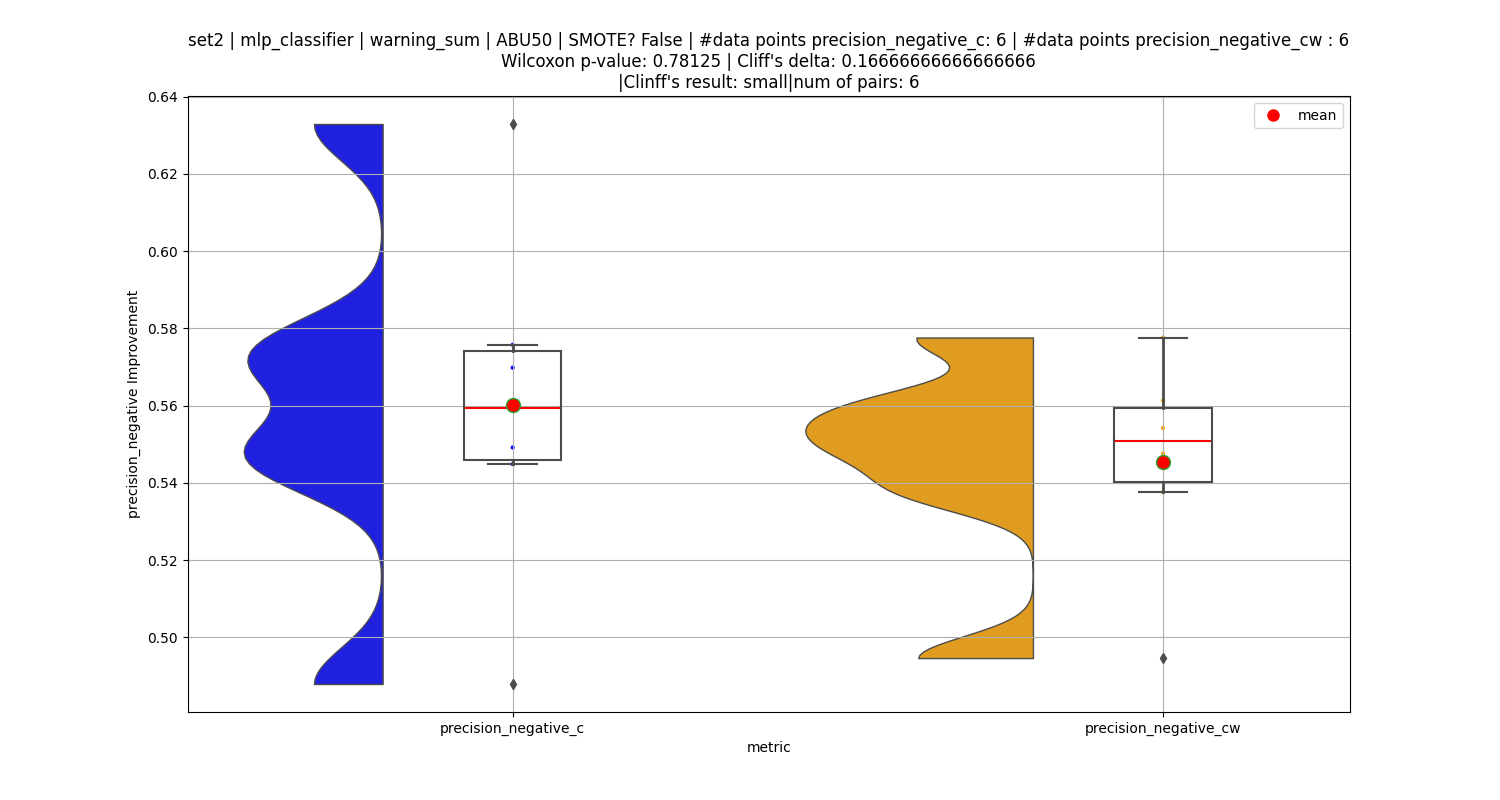 set2 | mlp_classifier | warning_sum | ABU50 | SMOTE? False | #data points precision_negative_c: 6 | #data points precision_negative_cw : 6
Wilcoxon p-value: 0.78125 | Cliff's delta: 0.16666666666666666
|Clinff's result: small|num of pairs: 6
mean
0.64
0.62
0.60
0.58
0.56
0.54
0.52
0.50
precision_negative Improvement
precision_negative_c
precision_negative_cw
metric